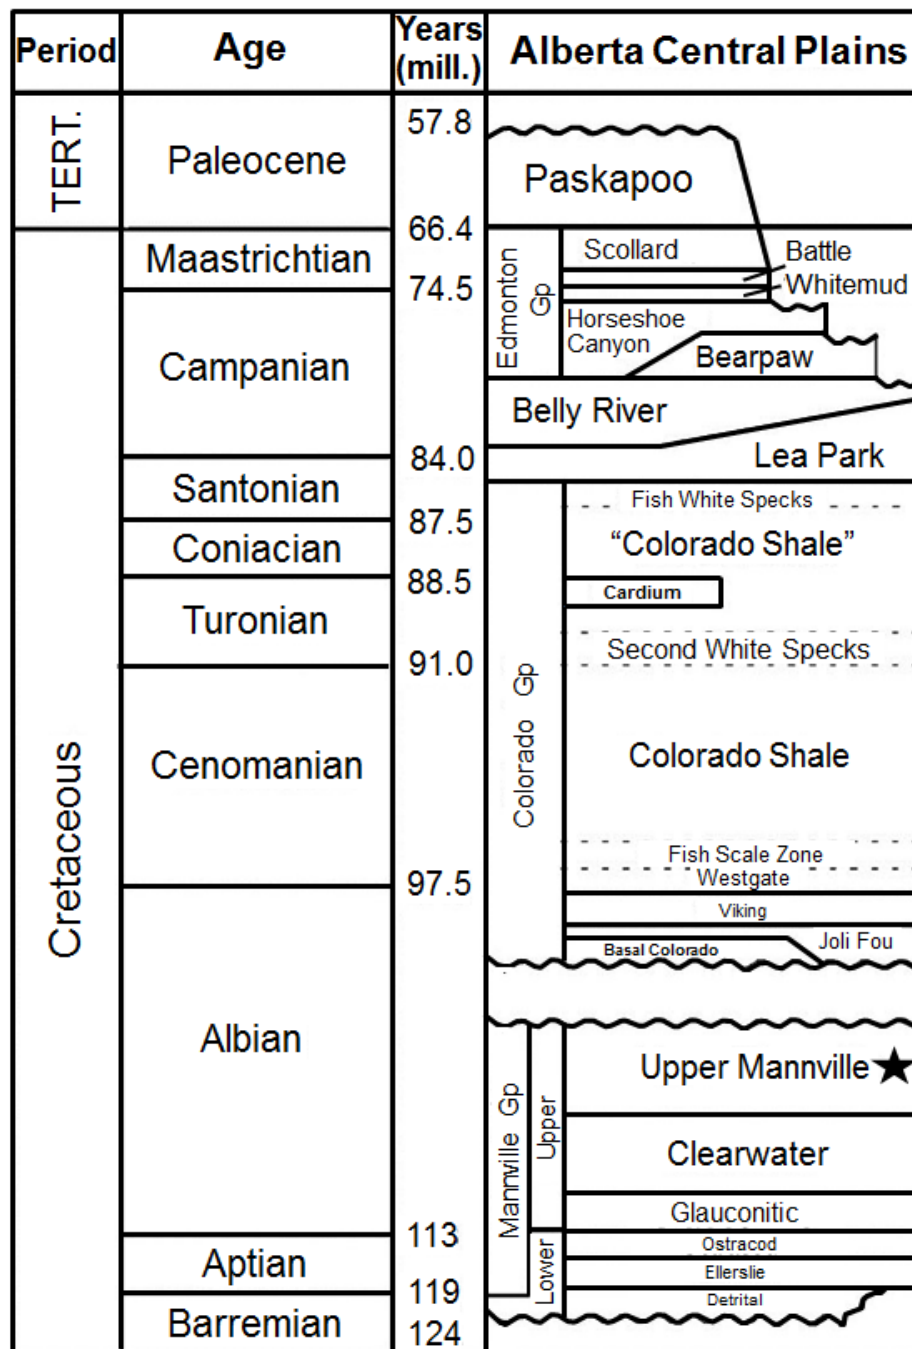 Period
Age
Years
(mill.)
Alberta Central Plains
TERT.
Cretaceous
Paleocene
Maastrichtian
Campanian
Santonian
Coniacian
Turonian
Cenomanian
Albian
Aptian
Barremian
57.8
66.4
74.5
84.0
87.5
88.5
91.0
97.5
113
119
124
Paskapoo
Edmonton
Gp
Scollard
Battle
Whitemud
Horseshoe
Canyon
Bearpaw
Belly River
Lea Park
Colorado Gp
Fish White Specks
“Colorado Shale”
Cardium
Second White Specks
Colorado Shale
Fish Scale Zone
Westgate
Viking
Joli Fou
Basal Colorado
Mannville Gp
Upper
Lower
Upper Mannville
Clearwater
Glauconitic
Ostracod
Ellerslie
Detrital